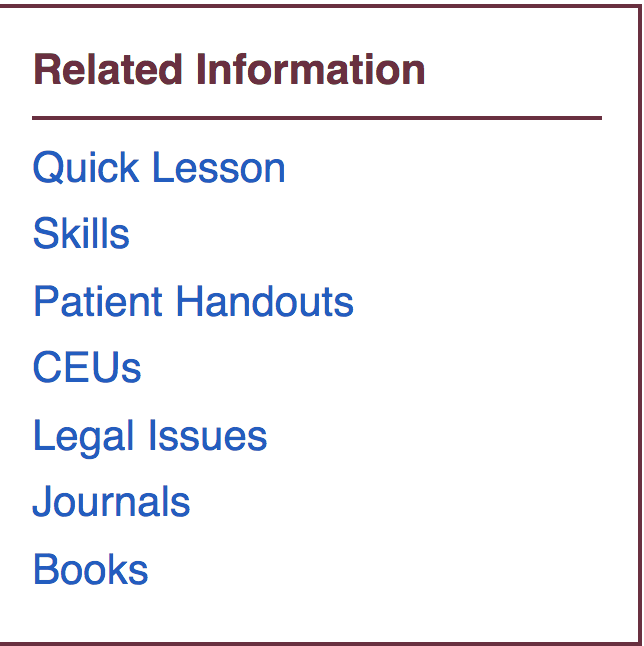 Related Information
Quick Lesson
Skills
Patient Handouts
CEUs
Legal Issues
Journals
Books